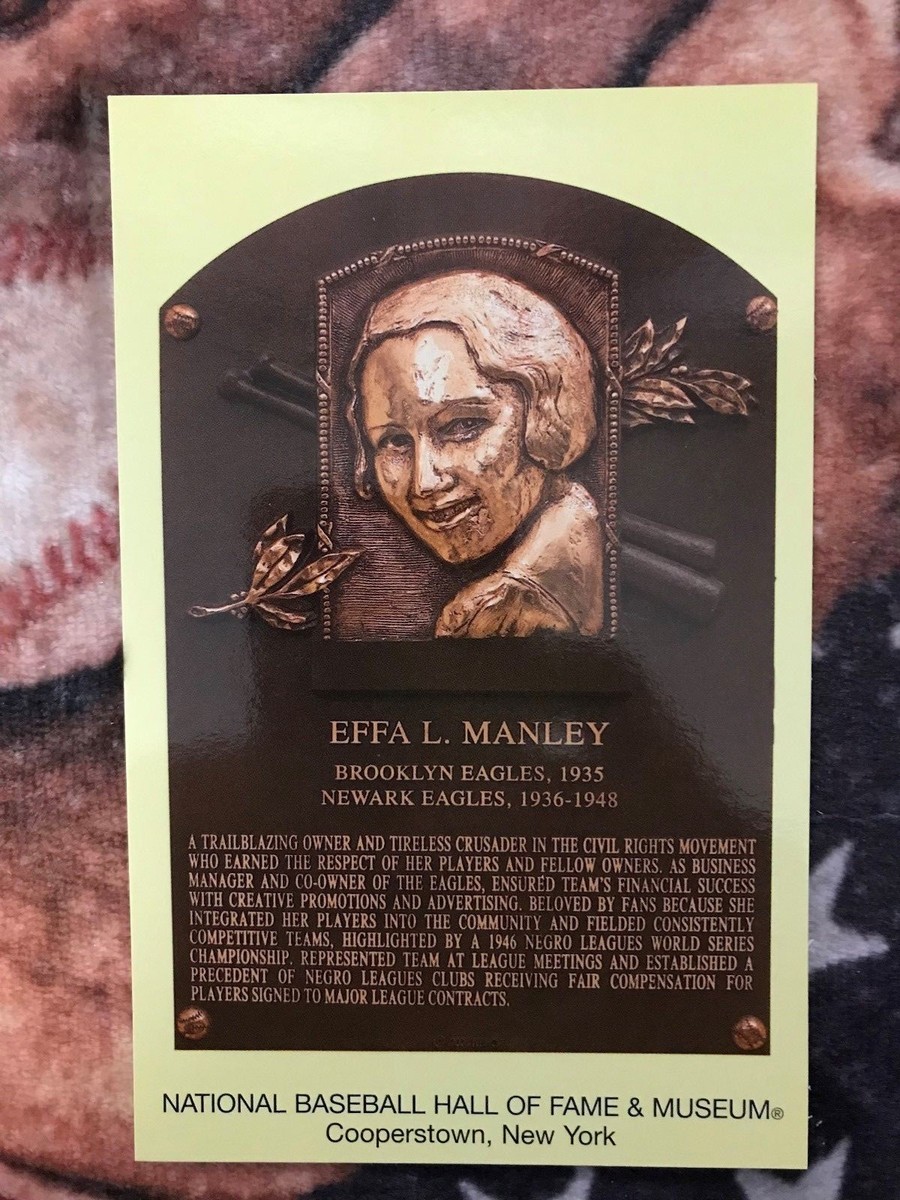 EFFA L. MANLEY
BROOKLYN EAGLES, 1935
NEWARK EAGLES, 1936-1948
A TRAILBLAZING OWNER AND TIRELESS CRUSADER IN THE CIVIL RIGHTS MOVEMENT
WHO EARNED THE RESPECT OF HER PLAYERS AND FELLOW OWNERS. AS BUSINESS
MANAGER AND CO-OWNER OF THE EAGLES, ENSURED TEAM'S FINANCIAL SUCCESS
WITH CREATIVE PROMOTIONS AND ADVERTISING. BELOVED BY FANS BECAUSE SHE
INTEGRATED HER PLAYERS INTO THE COMMUNITY AND FIELDED CONSISTENTLY
COMPETITIVE TEAMS, HIGHLIGHTED BY A 1946 NEGRO LEAGUES WORLD SERIES
CHAMPIONSHIP. REPRESENTED TEAM AT LEAGUE MEETINGS AND ESTABLISHED A
PRECEDENT OF NEGRO LEAGUES CLUBS RECEIVING FAIR COMPENSATION FOR
PLAYERS SIGNED TO MAJOR LEAGUE CONTRACTS.
NATIONAL BASEBALL HALL OF FAME & MUSEUM®
Cooperstown, New York